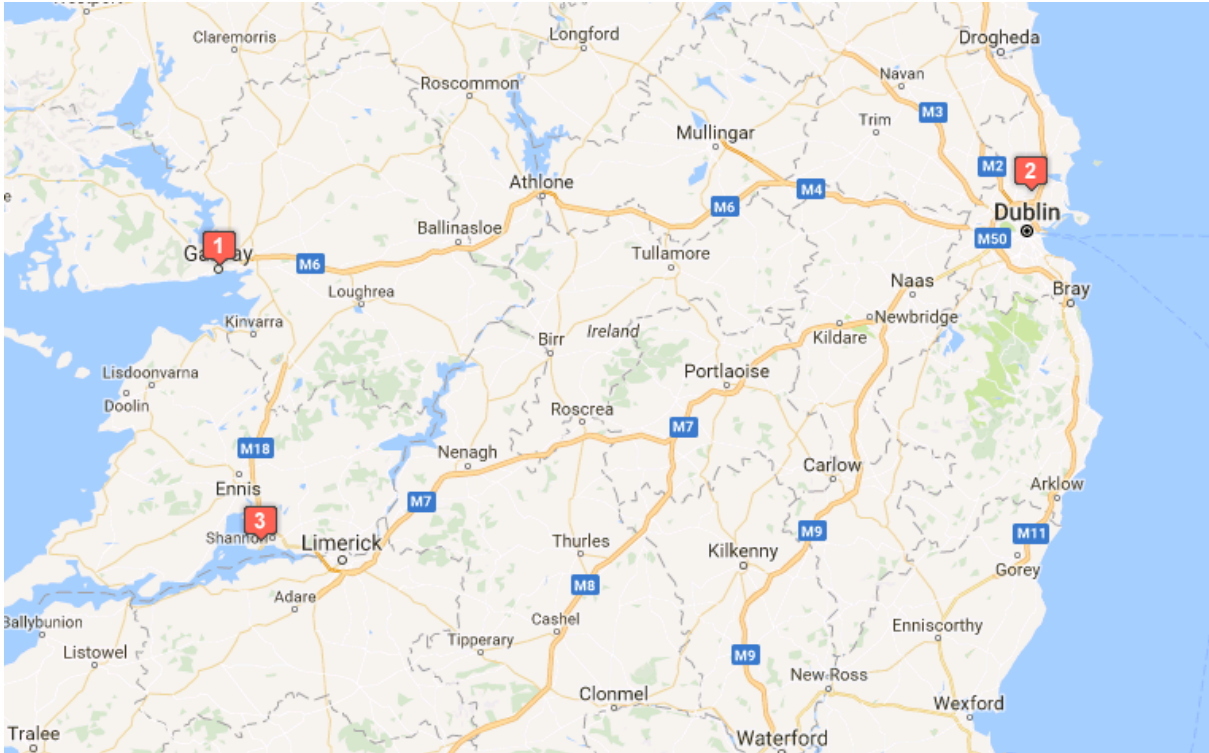 Claremorris
Longford
Drogheda
Roscommon
Navan
M3
Trim
Mullingar
M2
2
Athlone
M4
M6
Dublin
Ballinasloe
M50
1
M6
Tullamore
Naas
Bray
Loughrea
Kinvarra
Ireland
Newbridge
Birr
Kildare
Lisdoonvarna
Portlaoise
Doolin
Roscrea
M7
M18
Nenagh
Carlow
Ennis
Arklow
M7
3
Shannon
Limerick
Thurles
M9
M11
Kilkenny
Gorey
M8
Adare
Cashel
Ballybunion
Enniscorthy
Tipperary
Listowel
M9
New Ross
Clonmel
Wexford
Tralee
Waterford